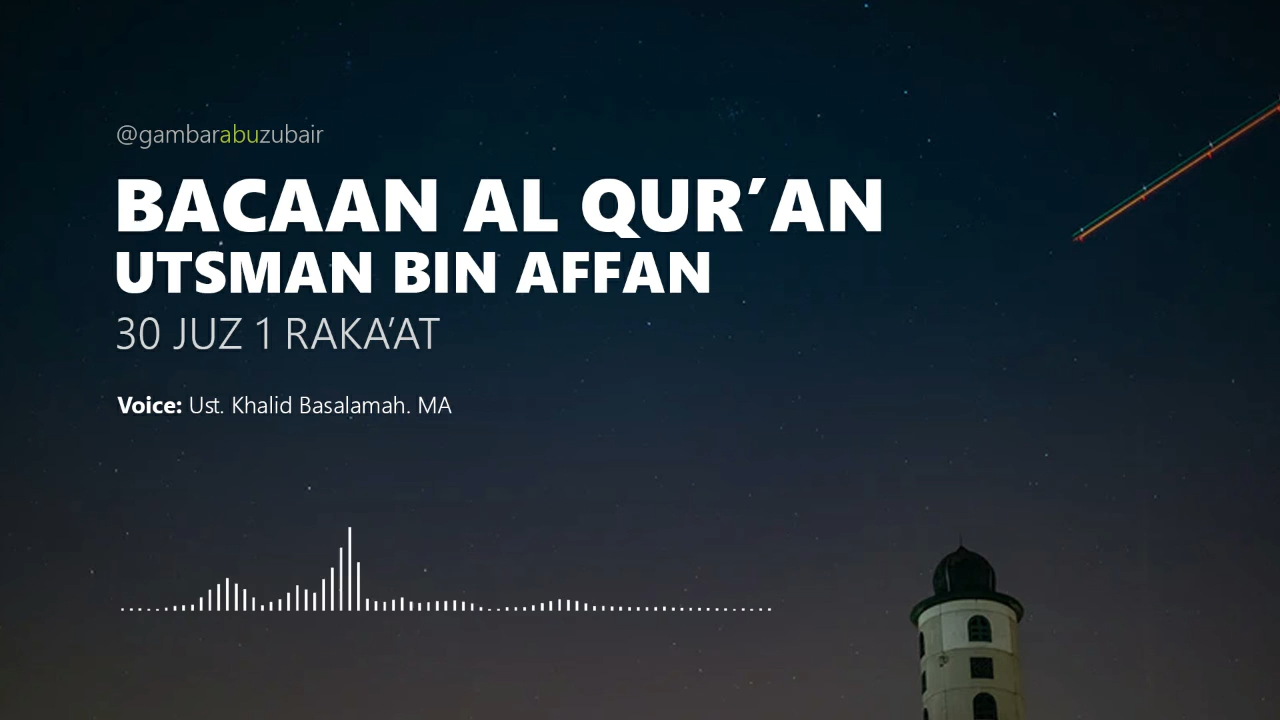 @gambarabuzubair
BACAAN AL QUR’AN
UTSMAN BIN AFFAN
30 JUZ 1 RAKA’AT
Voice: Ust. Khalid Basalamah. MA